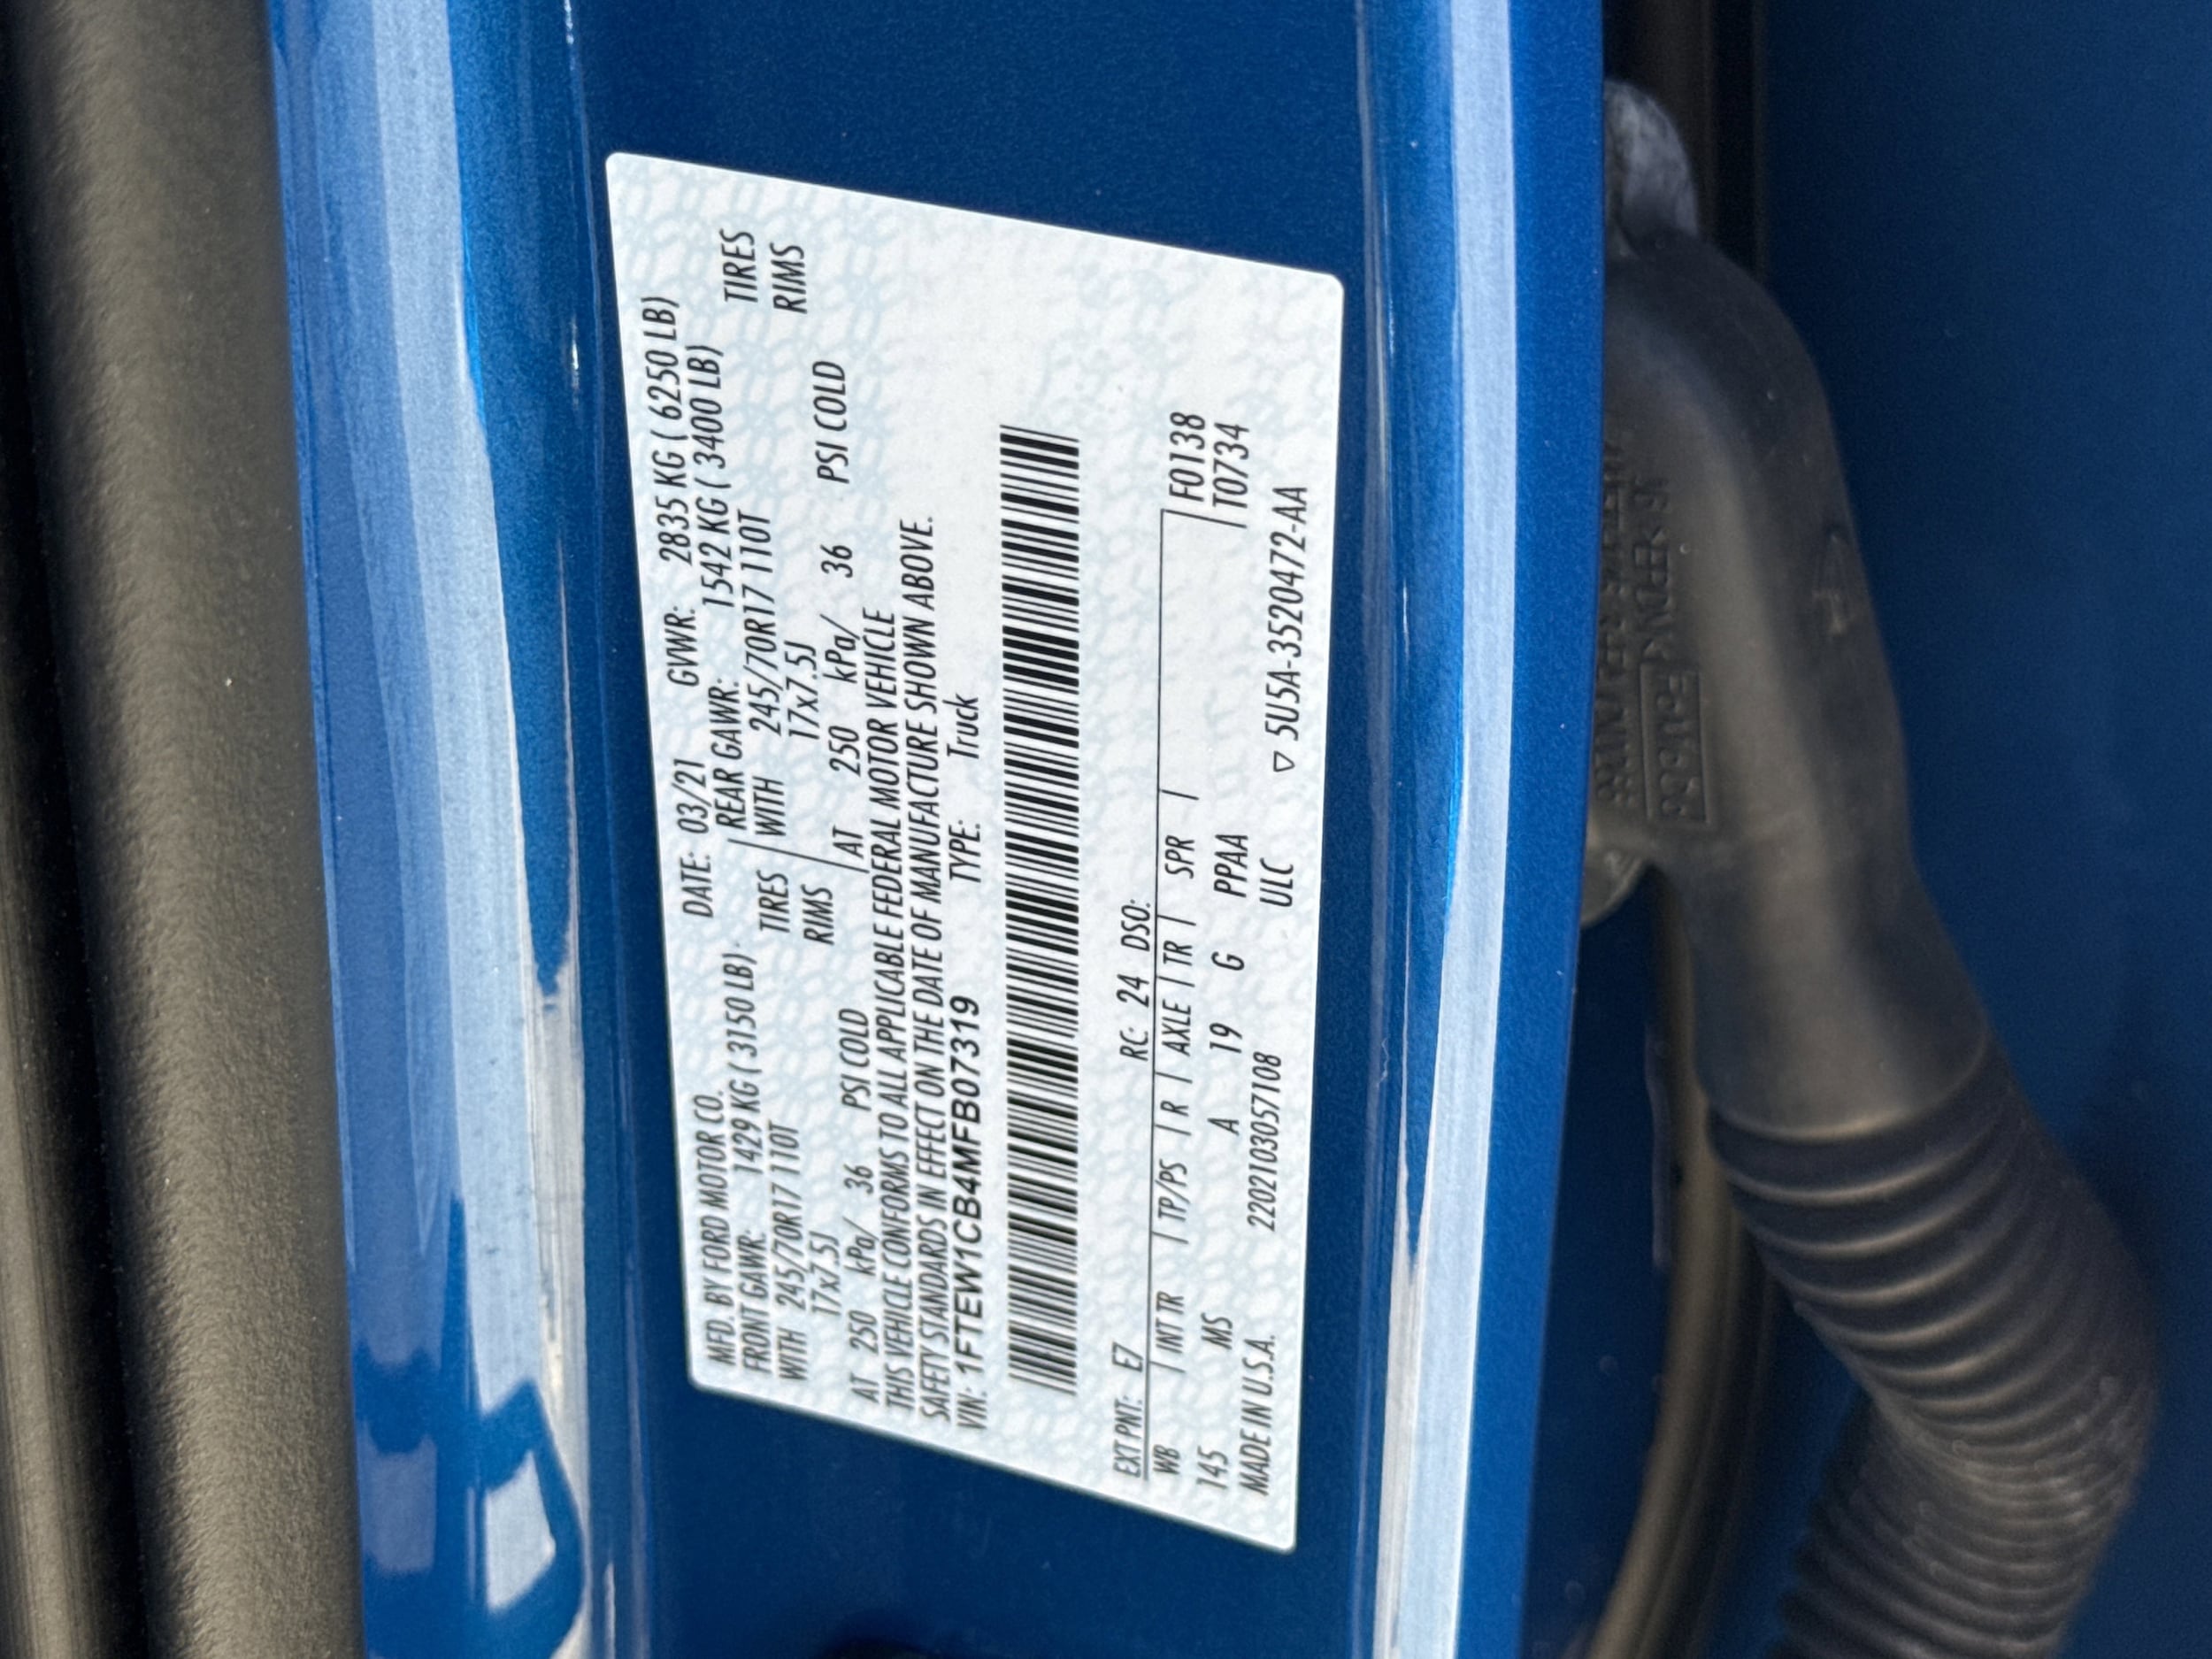 MFD. BY FORD MOTOR CO. DATE: 03/21 GVWR: 2835 KG ( 6250 LB)
FRONT GAWR: 1429 KG ( 3150 LB) REAR GAWR: 1542 KG ( 3400 LB)
WITH 245/70R17 110T TIRES WITH 245/70R17 110T TIRES
17x7.5J RIMS 17x7.5J RIMS
AT 250 kPa/ 36 PSI COLD AT 250 kPa/ 36 PSI COLD
THIS VEHICLE CONFORMS TO ALL APPLICABLE FEDERAL MOTOR VEHICLE
SAFETY STANDARDS IN EFFECT ON THE DATE OF MANUFACTURE SHOWN ABOVE.
VIN: 1FTEW1CB4MFB07319 TYPE: Truck
EXT PNT: E7 RC: 24 DSO:
WB | INT TR | TP/PS | R | AXLE | TR | SPR | F0138
145 MS A 19 G PPAA T0734
MADE IN U.S.A. 22021030571​08 ULC ▽ 5U5A-3520472-AA